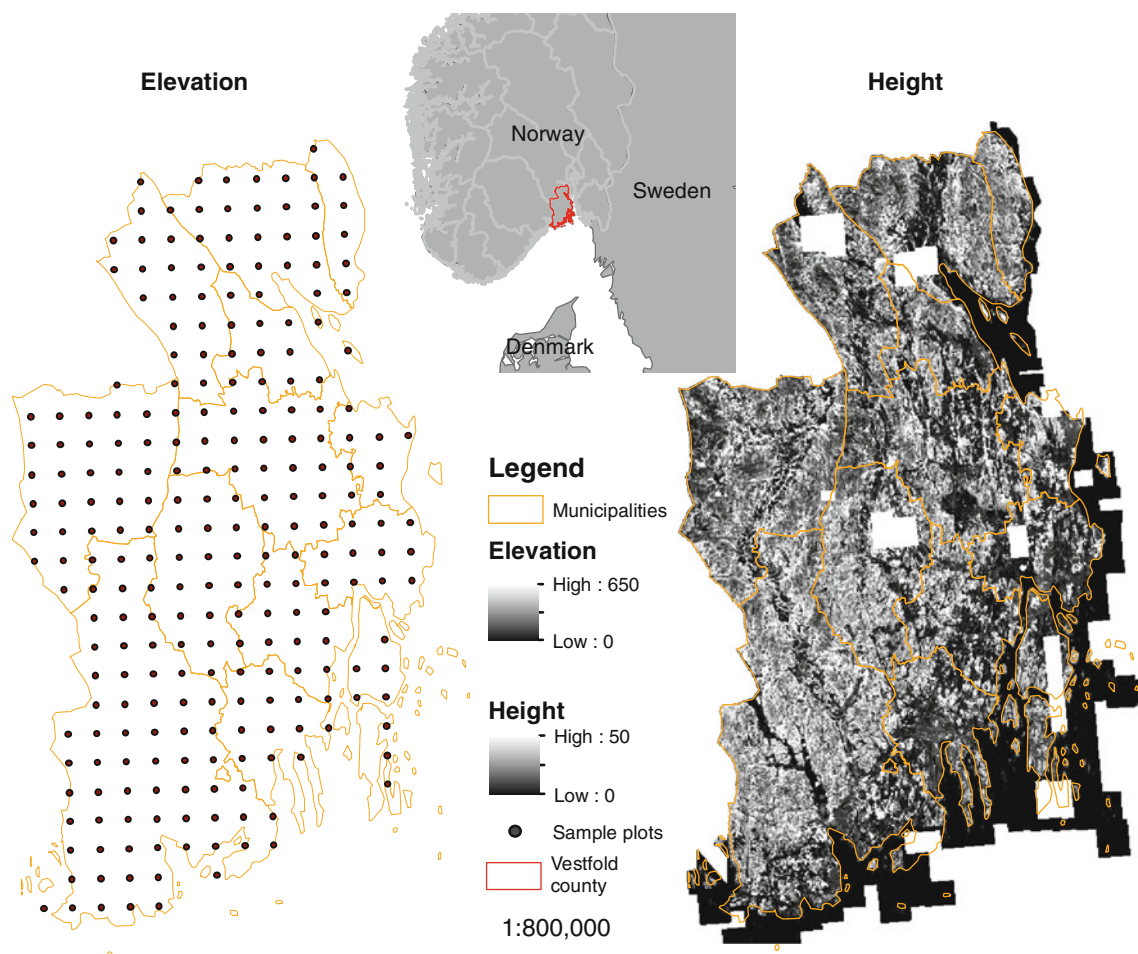 Elevation
Height
Norway
Sweden
Denmark
Legend
Municipalities
Elevation
High : 650
Low : 0
Height
High : 50
Low : 0
Sample plots
Vestfold
county
1:800,000